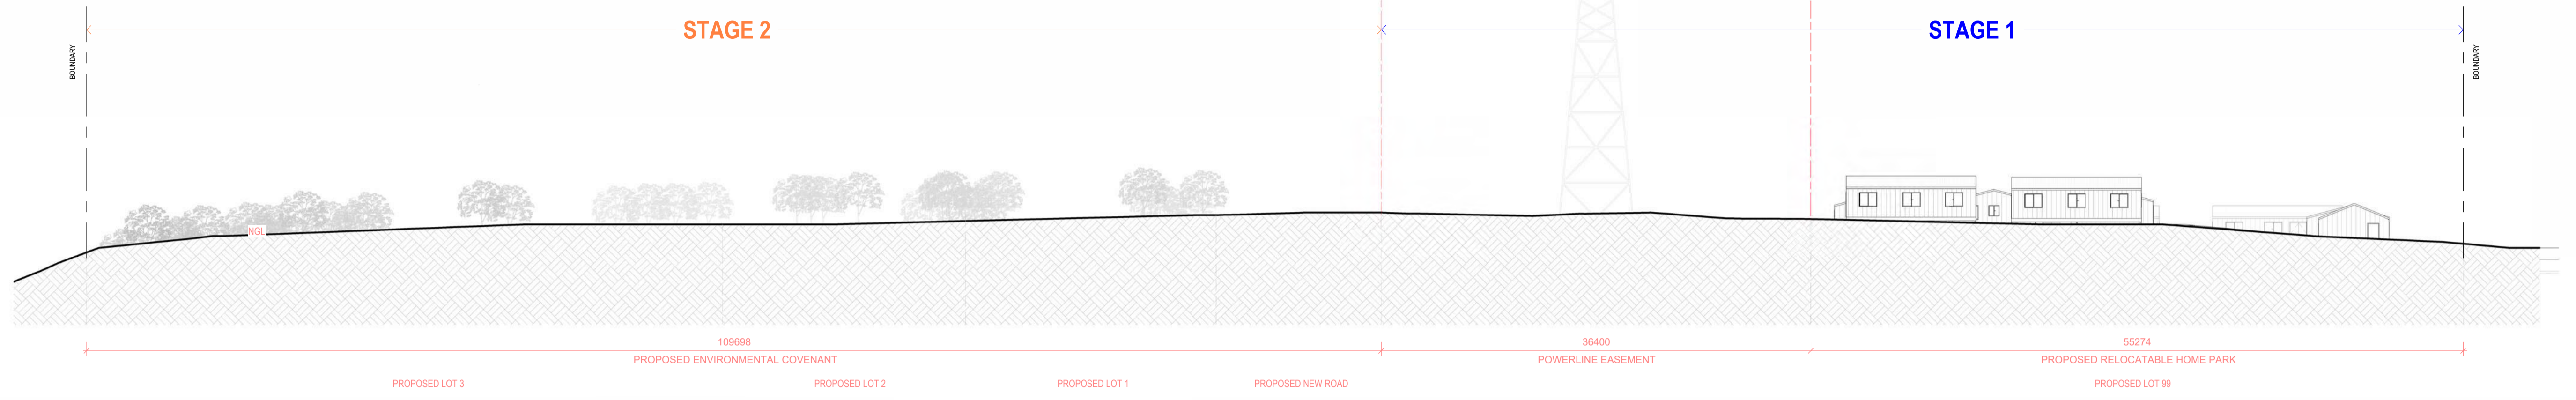 STAGE 2
STAGE 1
BOUNDARY
BOUNDARY
NGL
109698
36400
55274
PROPOSED ENVIRONMENTAL COVENANT
POWERLINE EASEMENT
PROPOSED RELOCATABLE HOME PARK
PROPOSED LOT 3
PROPOSED LOT 2
PROPOSED LOT 1
PROPOSED NEW ROAD
PROPOSED LOT 99